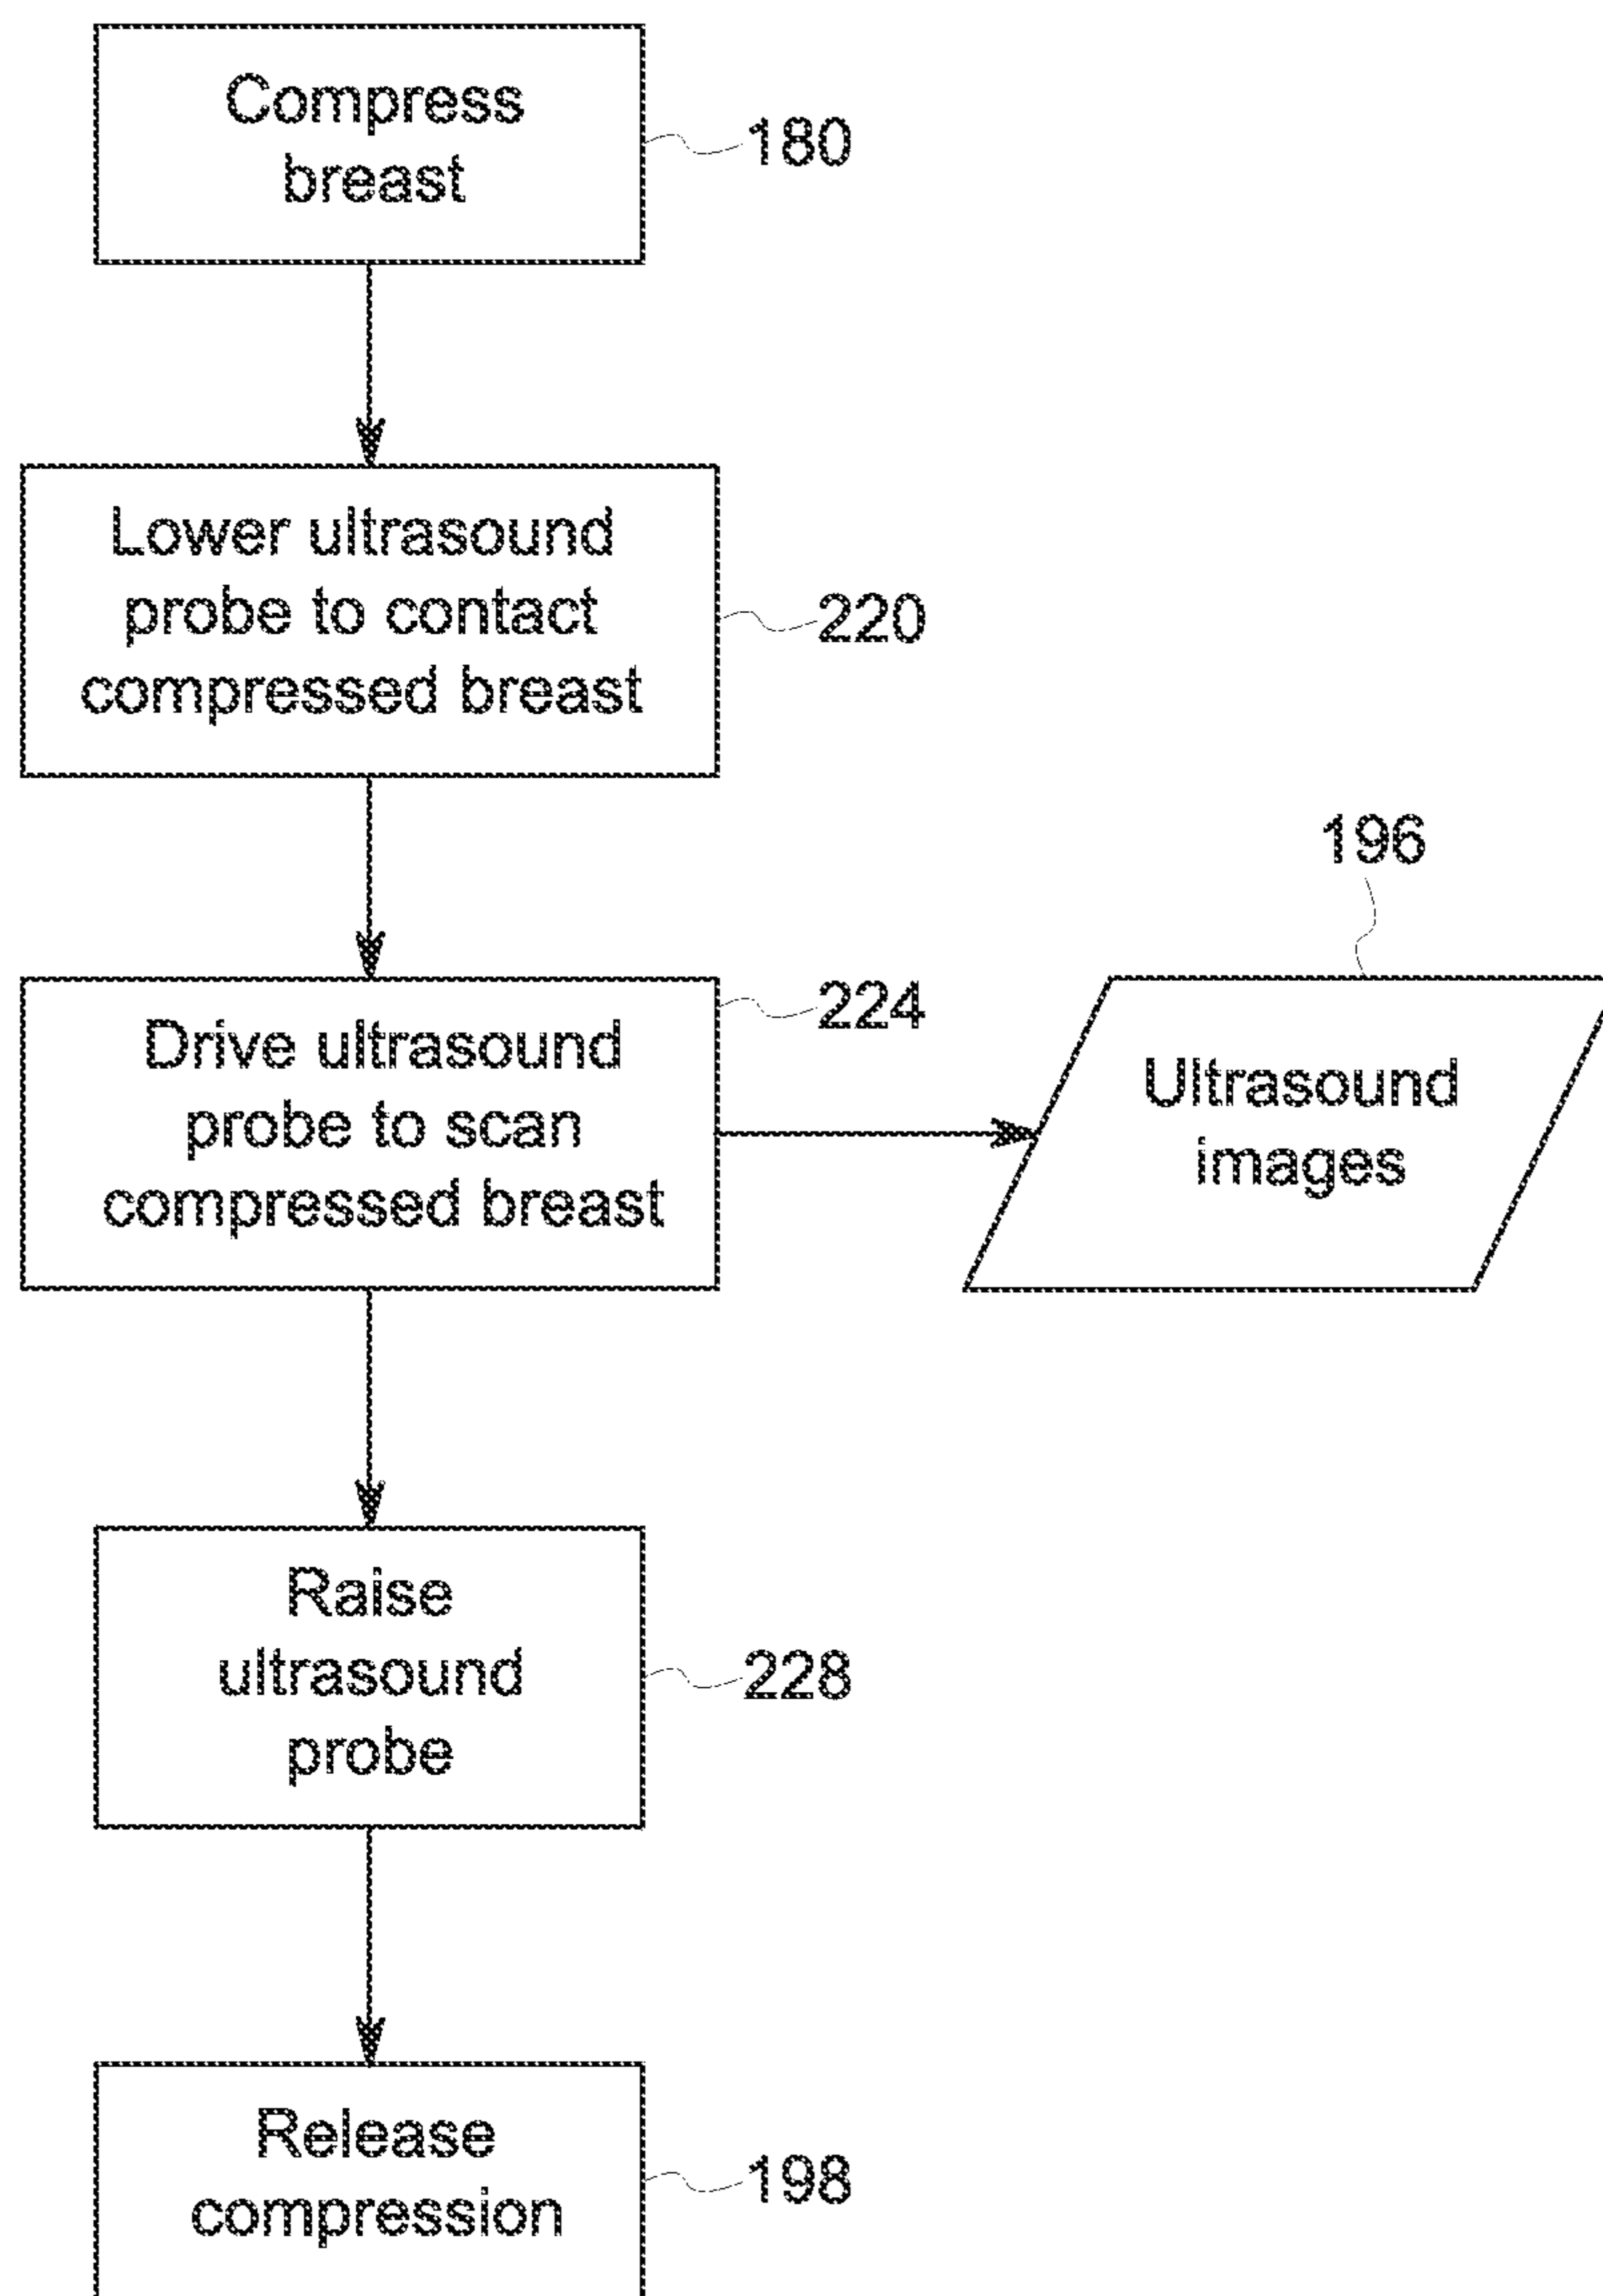 Compress
breast
180
Lower ultrasound
probe to contact
compressed breast
220
196
Drive ultrasound
probe to scan
compressed breast
224
Ultrasound
images
Raise
ultrasound
probe
228
Release
compression
198